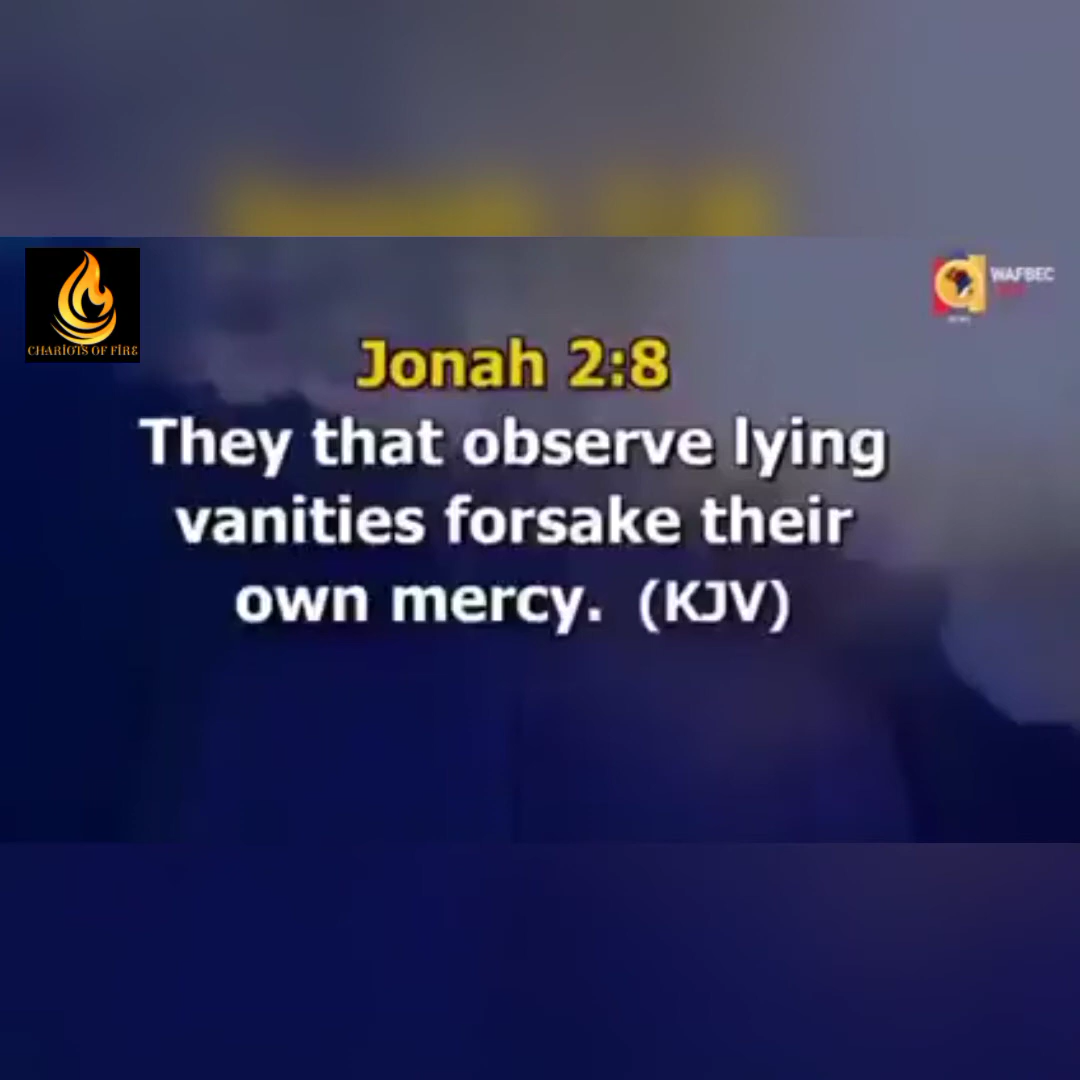 CHARIOTS OF FIRE
WAFBEC
Jonah 2:8
They that observe lying
vanities forsake their
own mercy. (KJV)